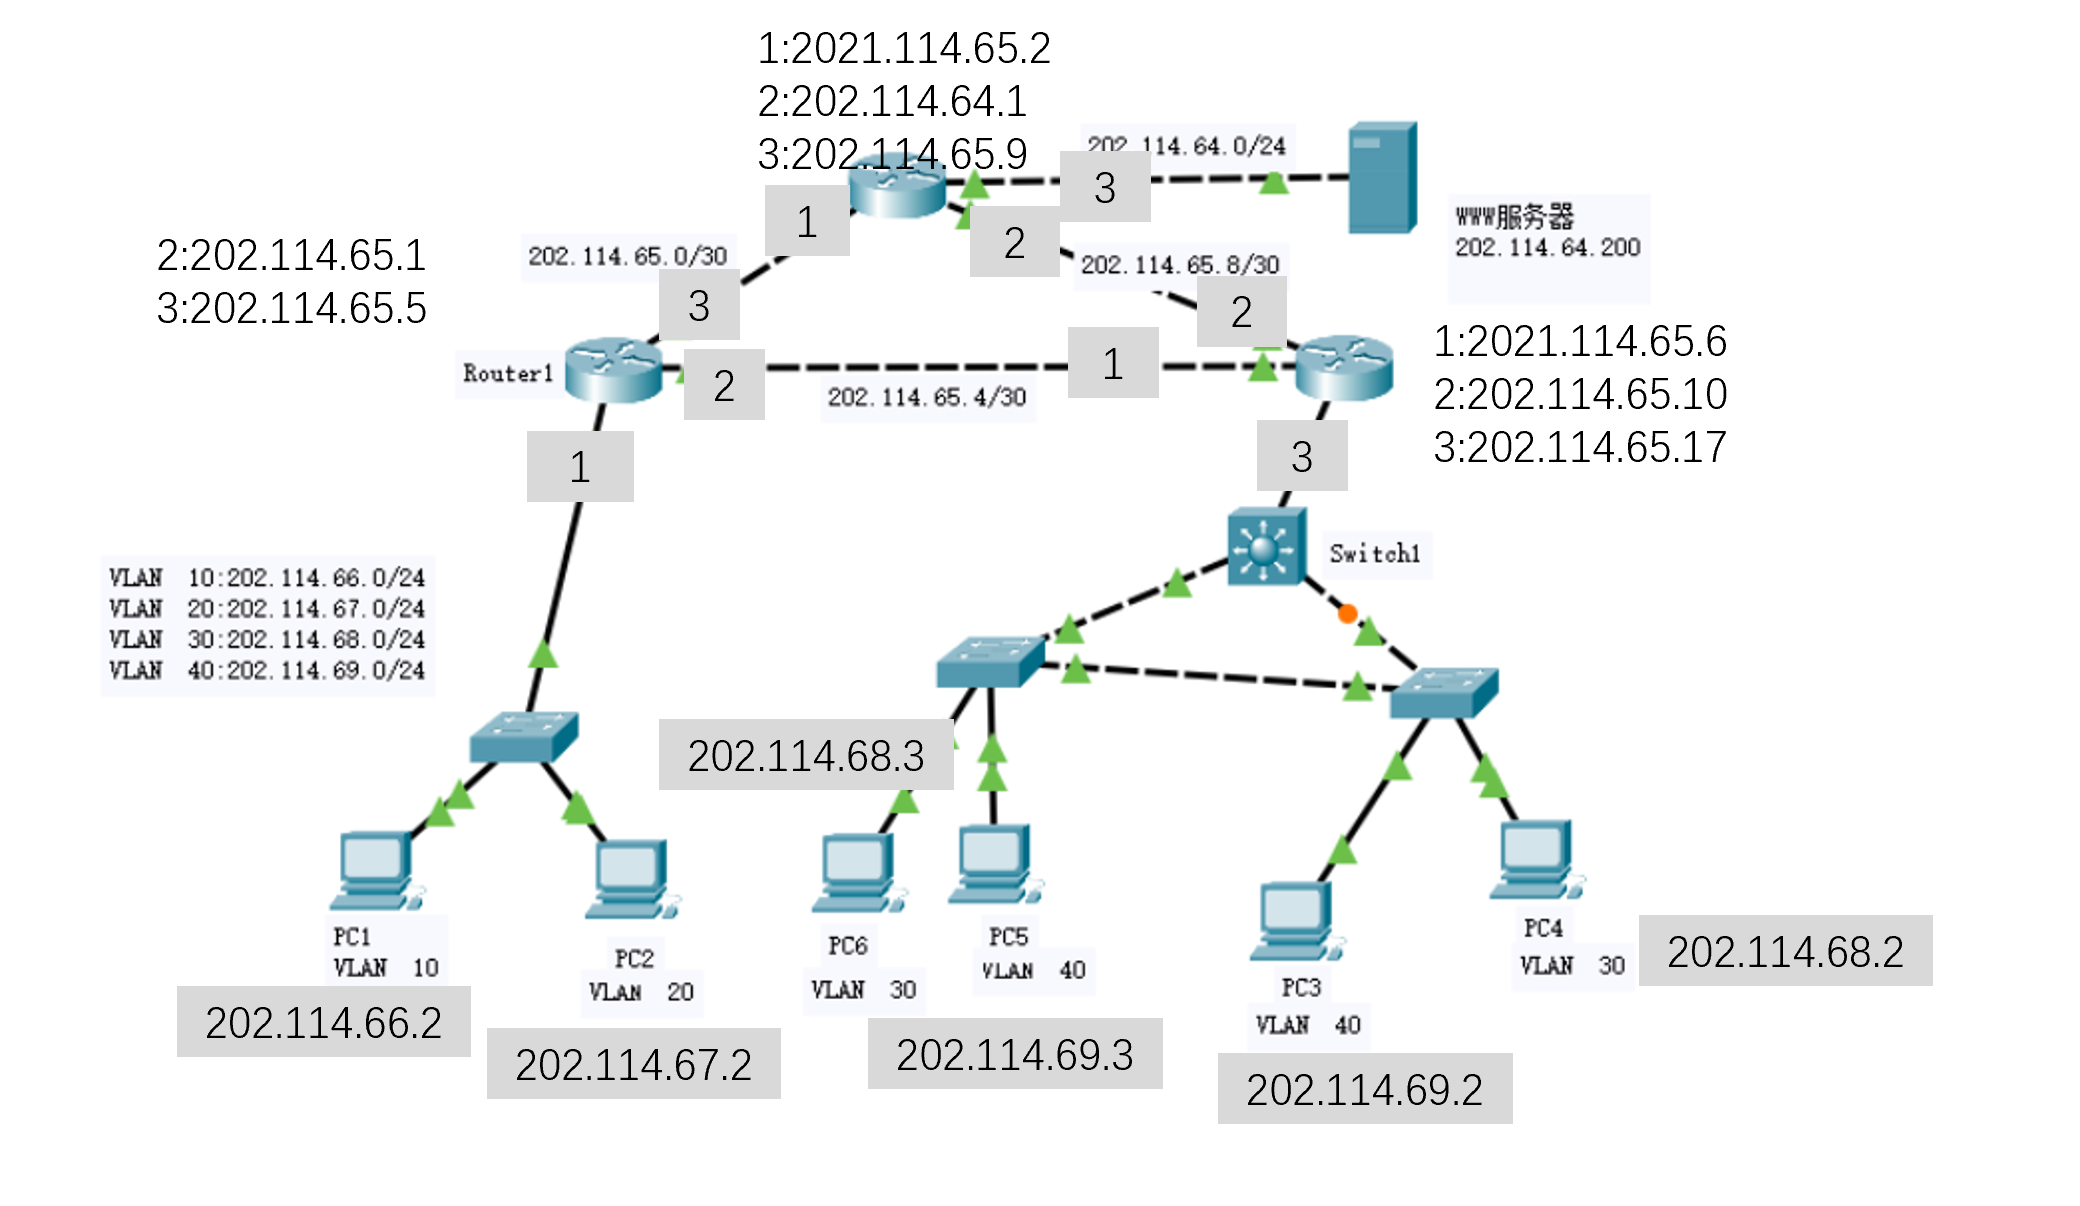 1:2021.114.65.2
2:202.114.64.1
3:202.114.65.9
202.114.64.0/24
3
1
WWW服务器
202.114.64.200
2:202.114.65.1
3:202.114.65.5
202.114.65.0/30
2
202.114.65.8/30
3
2
1:2021.114.65.6
2:202.114.65.10
3:202.114.65.17
Router1
2
1
202.114.65.4/30
1
3
Switch1
VLAN 10:202.114.66.0/24
VLAN 20:202.114.67.0/24
VLAN 30:202.114.68.0/24
VLAN 40:202.114.69.0/24
202.114.68.3
PC1
VLAN 10
202.114.66.2
PC2
VLAN 20
202.114.67.2
PC6
VLAN 30
PC5
VLAN 40
202.114.69.3
PC3
VLAN 40
202.114.69.2
PC4
VLAN 30
202.114.68.2